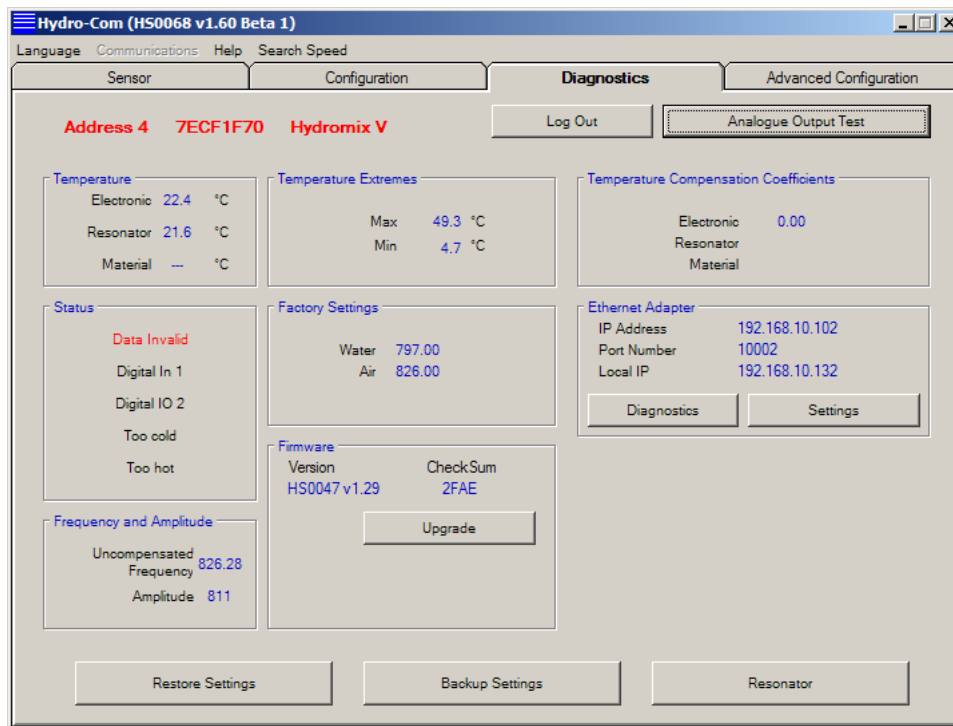 Hydro-Com (HS0068 v1.60 Beta 1)
Language Communications Help Search Speed
Sensor Configuration Diagnostics Advanced Configuration
Address 4 7ECF1F70 Hydromix V Log Out Analogue Output Test
Temperature
Electronic 22.4 °C
Resonator 21.6 °C
Material --- °C
Temperature Extremes
Max 49.3 °C
Min 4.7 °C
Temperature Compensation Coefficients
Electronic 0.00
Resonator
Material
Status
Data Invalid
Digital In 1
Digital IO 2
Too cold
Too hot
Factory Settings
Water 797.00
Air 826.00
Ethernet Adapter
IP Address 192.168.10.102
Port Number 10002
Local IP 192.168.10.132
Diagnostics Settings
Firmware
Version CheckSum
HS0047 v1.29 2FAE
Upgrade
Frequency and Amplitude
Uncompensated
Frequency 826.28
Amplitude 811
Restore Settings Backup Settings Resonator